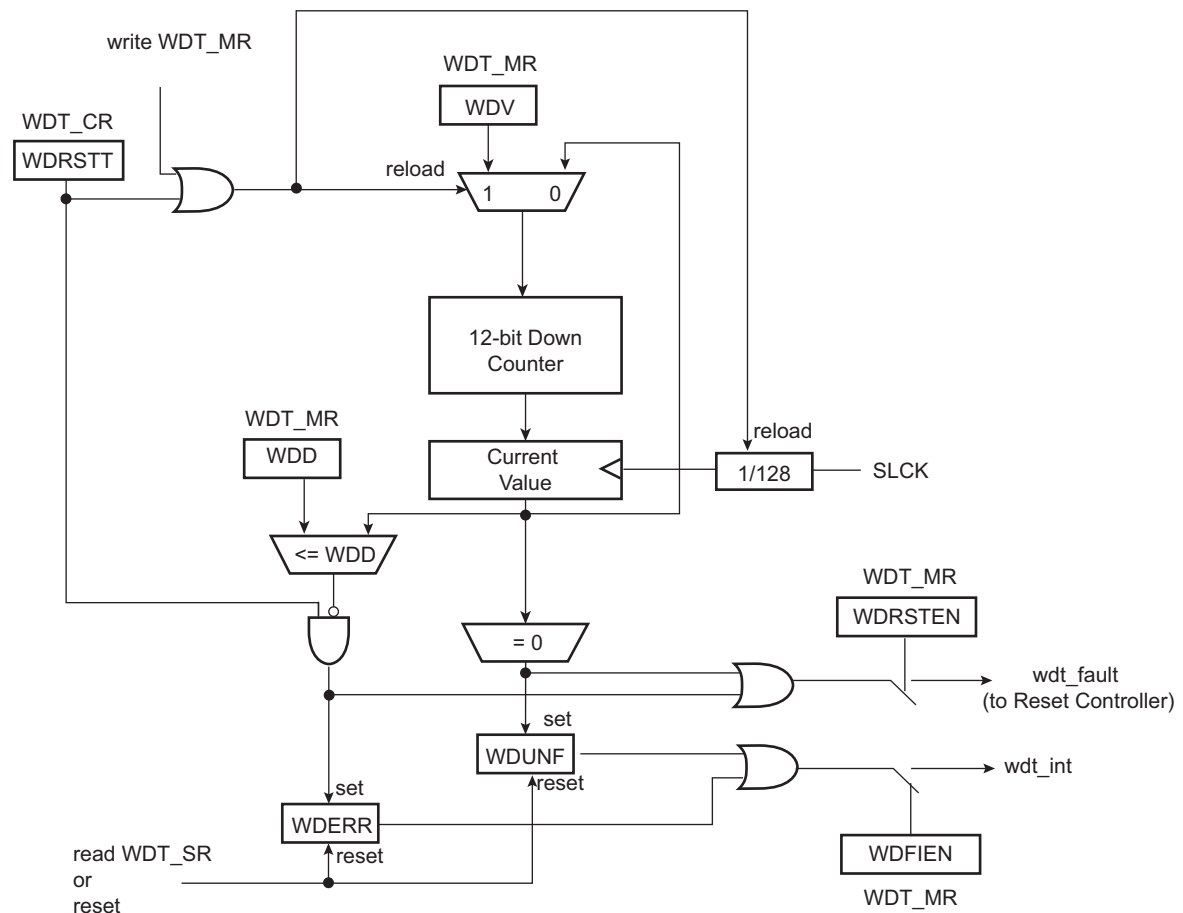 write WDT_MR
WDT_MR
WDV
WDT_CR
WDRSTT
reload
1 0
12-bit Down
Counter
WDT_MR
WDD
reload
Current
Value
1/128
SLCK
<= WDD
WDT_MR
WDRSTEN
= 0
wdt_fault
(to Reset Controller)
set
WDUNF
reset
wdt_int
set
WDERR
reset
read WDT_SR
or
reset
WDFIEN
WDT_MR